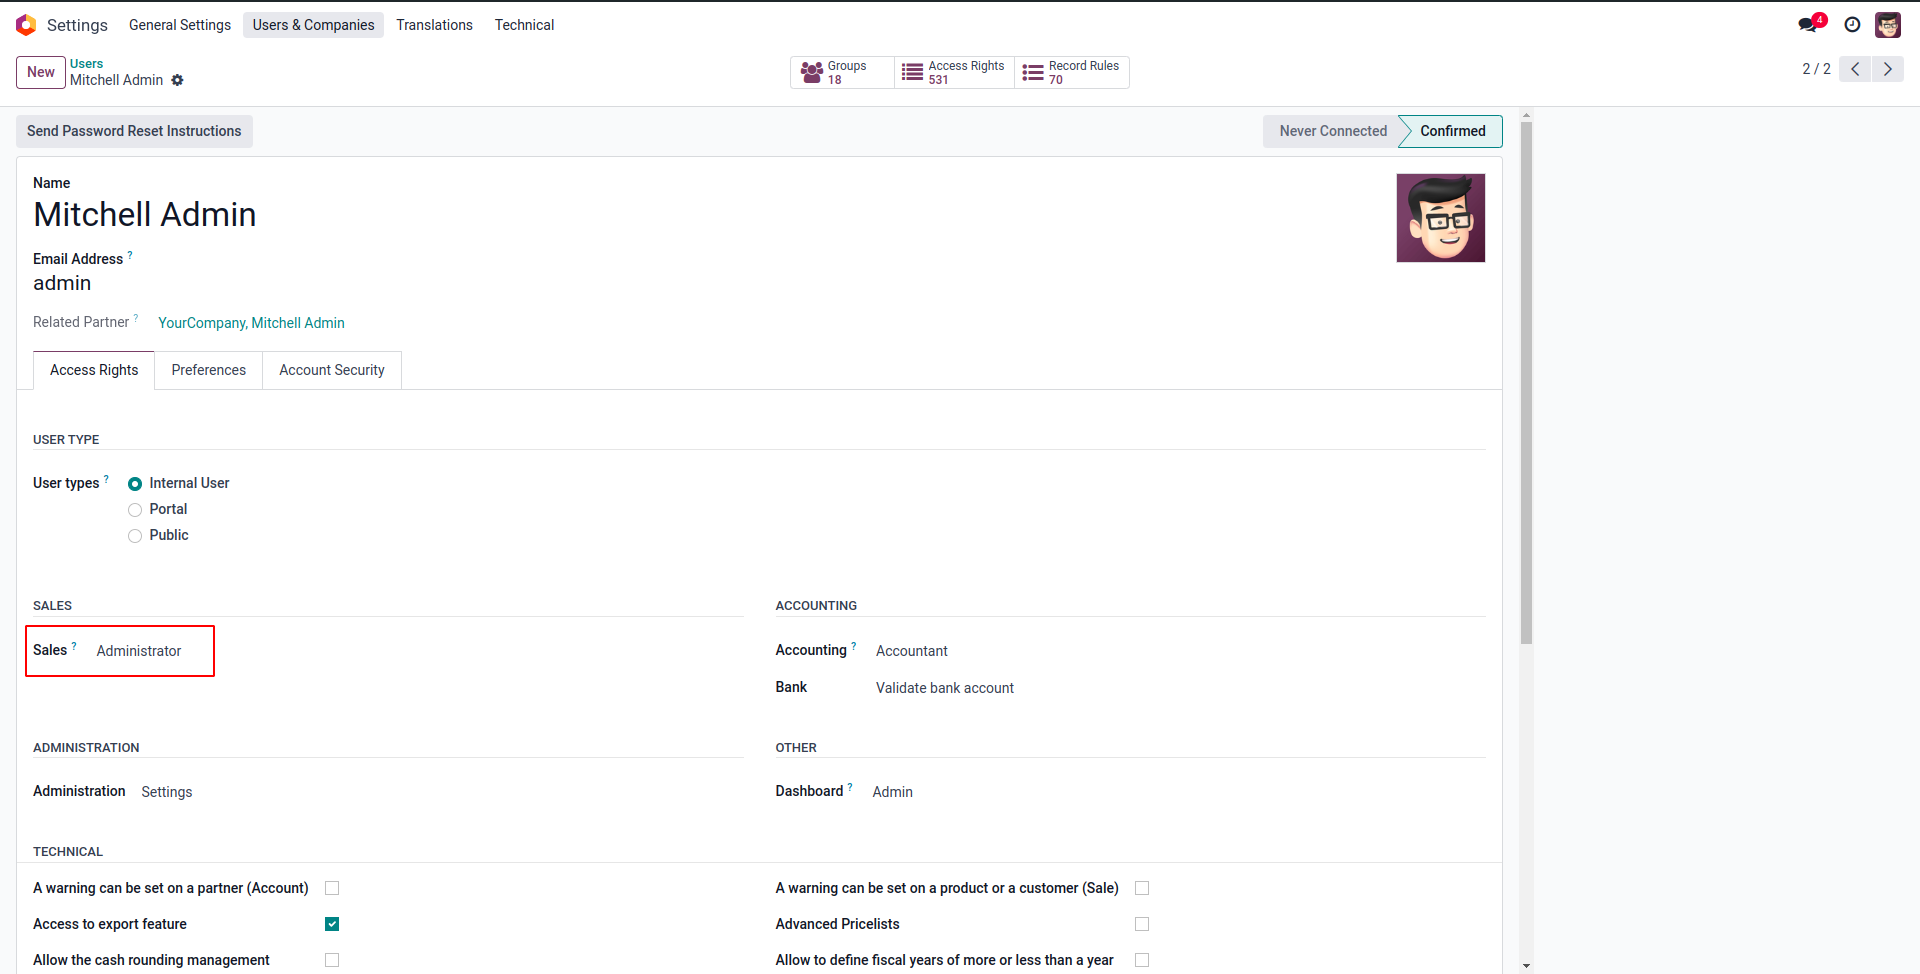 Settings General Settings Users & Companies Translations Technical 4
New Users Groups Access Rights Record Rules
Mitchell Admin 18 531 70 2 / 2
Send Password Reset Instructions Never Connected Confirmed
Name
Mitchell Admin
Email Address ?
admin
Related Partner ? YourCompany, Mitchell Admin
Access Rights Preferences Account Security
USER TYPE
User types ? Internal User
Portal
Public
SALES ACCOUNTING
Sales ? Administrator Accounting ? Accountant
Bank Validate bank account
ADMINISTRATION OTHER
Administration Settings Dashboard ? Admin
TECHNICAL
A warning can be set on a partner (Account) A warning can be set on a product or a customer (Sale)
Access to export feature Advanced Pricelists
Allow the cash rounding management Allow to define fiscal years of more or less than a year